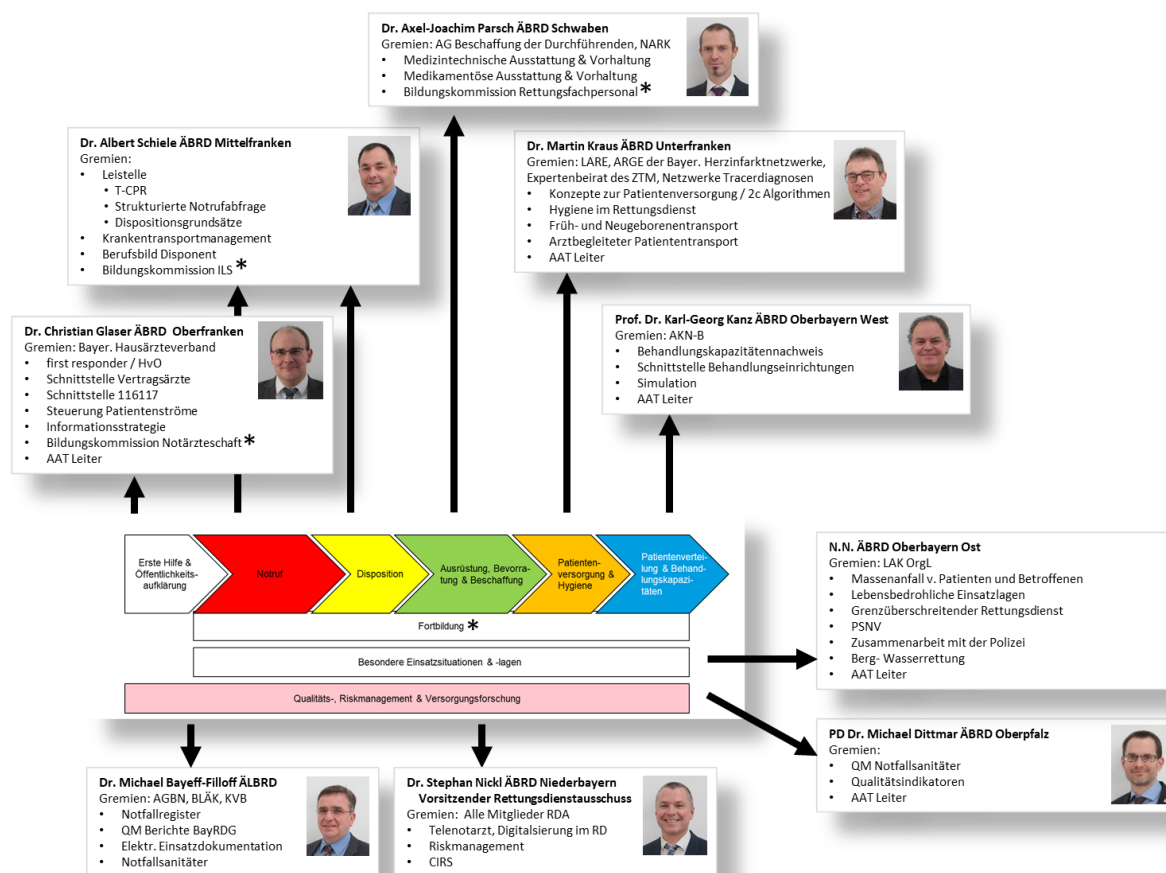 Dr. Axel-Joachim Parsch ÄBRD Schwaben
Gremien: AG Beschaffung der Durchführenden, NARK
• Medizintechnische Ausstattung & Vorhaltung
• Medikamentöse Ausstattung & Vorhaltung
• Bildungskommission Rettungsfachpersonal *
Dr. Albert Schiele ÄBRD Mittelfranken
Gremien:
• Leistelle
• T-CPR
• Strukturierte Notrufabfrage
• Dispositionsgrundsätze
• Krankentransportmanagement
• Berufsbild Disponent
• Bildungskommission ILS *
Dr. Martin Kraus ÄBRD Unterfranken
Gremien: LARE, ARGE der Bayer. Herzinfarktnetzwerke,
Expertenbeirat des ZTM, Netzwerke Tracerdiagnosen
• Konzepte zur Patientenversorgung / 2c Algorithmen
• Hygiene im Rettungsdienst
• Früh- und Neugeborenentransport
• Arztbegleiteter Patiententransport
• AAT Leiter
Dr. Christian Glaser ÄBRD Oberfranken
Gremien: Bayer. Hausärzteverband
• first responder / HvO
• Schnittstelle Vertragsärzte
• Schnittstelle 116117
• Steuerung Patientenströme
• Informationsstrategie
• Bildungskommission Notärzteschaft *
• AAT Leiter
Prof. Dr. Karl-Georg Kanz ÄBRD Oberbayern West
Gremien: AKN-B
• Behandlungskapazitätennachweis
• Schnittstelle Behandlungseinrichtungen
• Simulation
• AAT Leiter
Erste Hilfe &
Öffentlichkeits-
aufklärung
Notruf
Disposition
Ausrüstung, Bevorra-
tung & Beschaffung
Patienten-
versorgung &
Hygiene
Patientenvertei-
lung & Behand-
lungskapazi-
täten
Fortbildung *
Besondere Einsatzsituationen & -lagen
Qualitäts-, Riskmanagement & Versorgungsforschung
N.N. ÄBRD Oberbayern Ost
Gremien: LAK OrgL
• Massenanfall v. Patienten und Betroffenen
• Lebensbedrohliche Einsatzlagen
• Grenzüberschreitender Rettungsdienst
• PSNV
• Zusammenarbeit mit der Polizei
• Berg- Wasserrettung
• AAT Leiter
PD Dr. Michael Dittmar ÄBRD Oberpfalz
Gremien:
• QM Notfallsanitäter
• Qualitätsindikatoren
• AAT Leiter
Dr. Michael Bayeff-Filloff ÄLBRD
Gremien: AGBN, BLÄK, KVB
• Notfallregister
• QM Berichte BayRDG
• Elektr. Einsatzdokumentation
• Notfallsanitäter
Dr. Stephan Nickl ÄBRD Niederbayern
Vorsitzender Rettungsdienstausschuss
Gremien: Alle Mitglieder RDA
• Telenotarzt, Digitalsierung im RD
• Riskmanagement
• CIRS